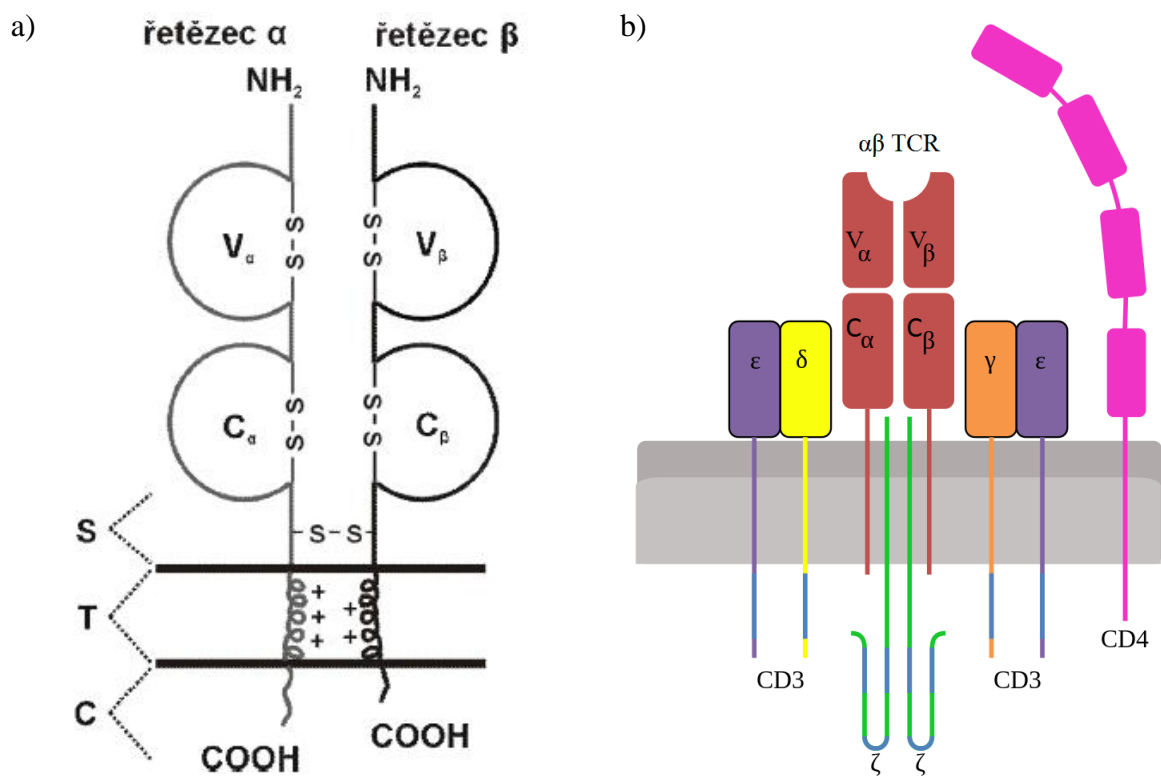 a)
řetězec α řetězec β
NH₂ NH₂
S-S S-S
Vα Vβ
S-S S-S
Cα Cβ
S
-S-S-
T
+ + + + +
C
COOH COOH
b)
αβ TCR
Vα Vβ
Cα Cβ
ε δ γ ε
CD4
CD3 CD3
ζ ζ